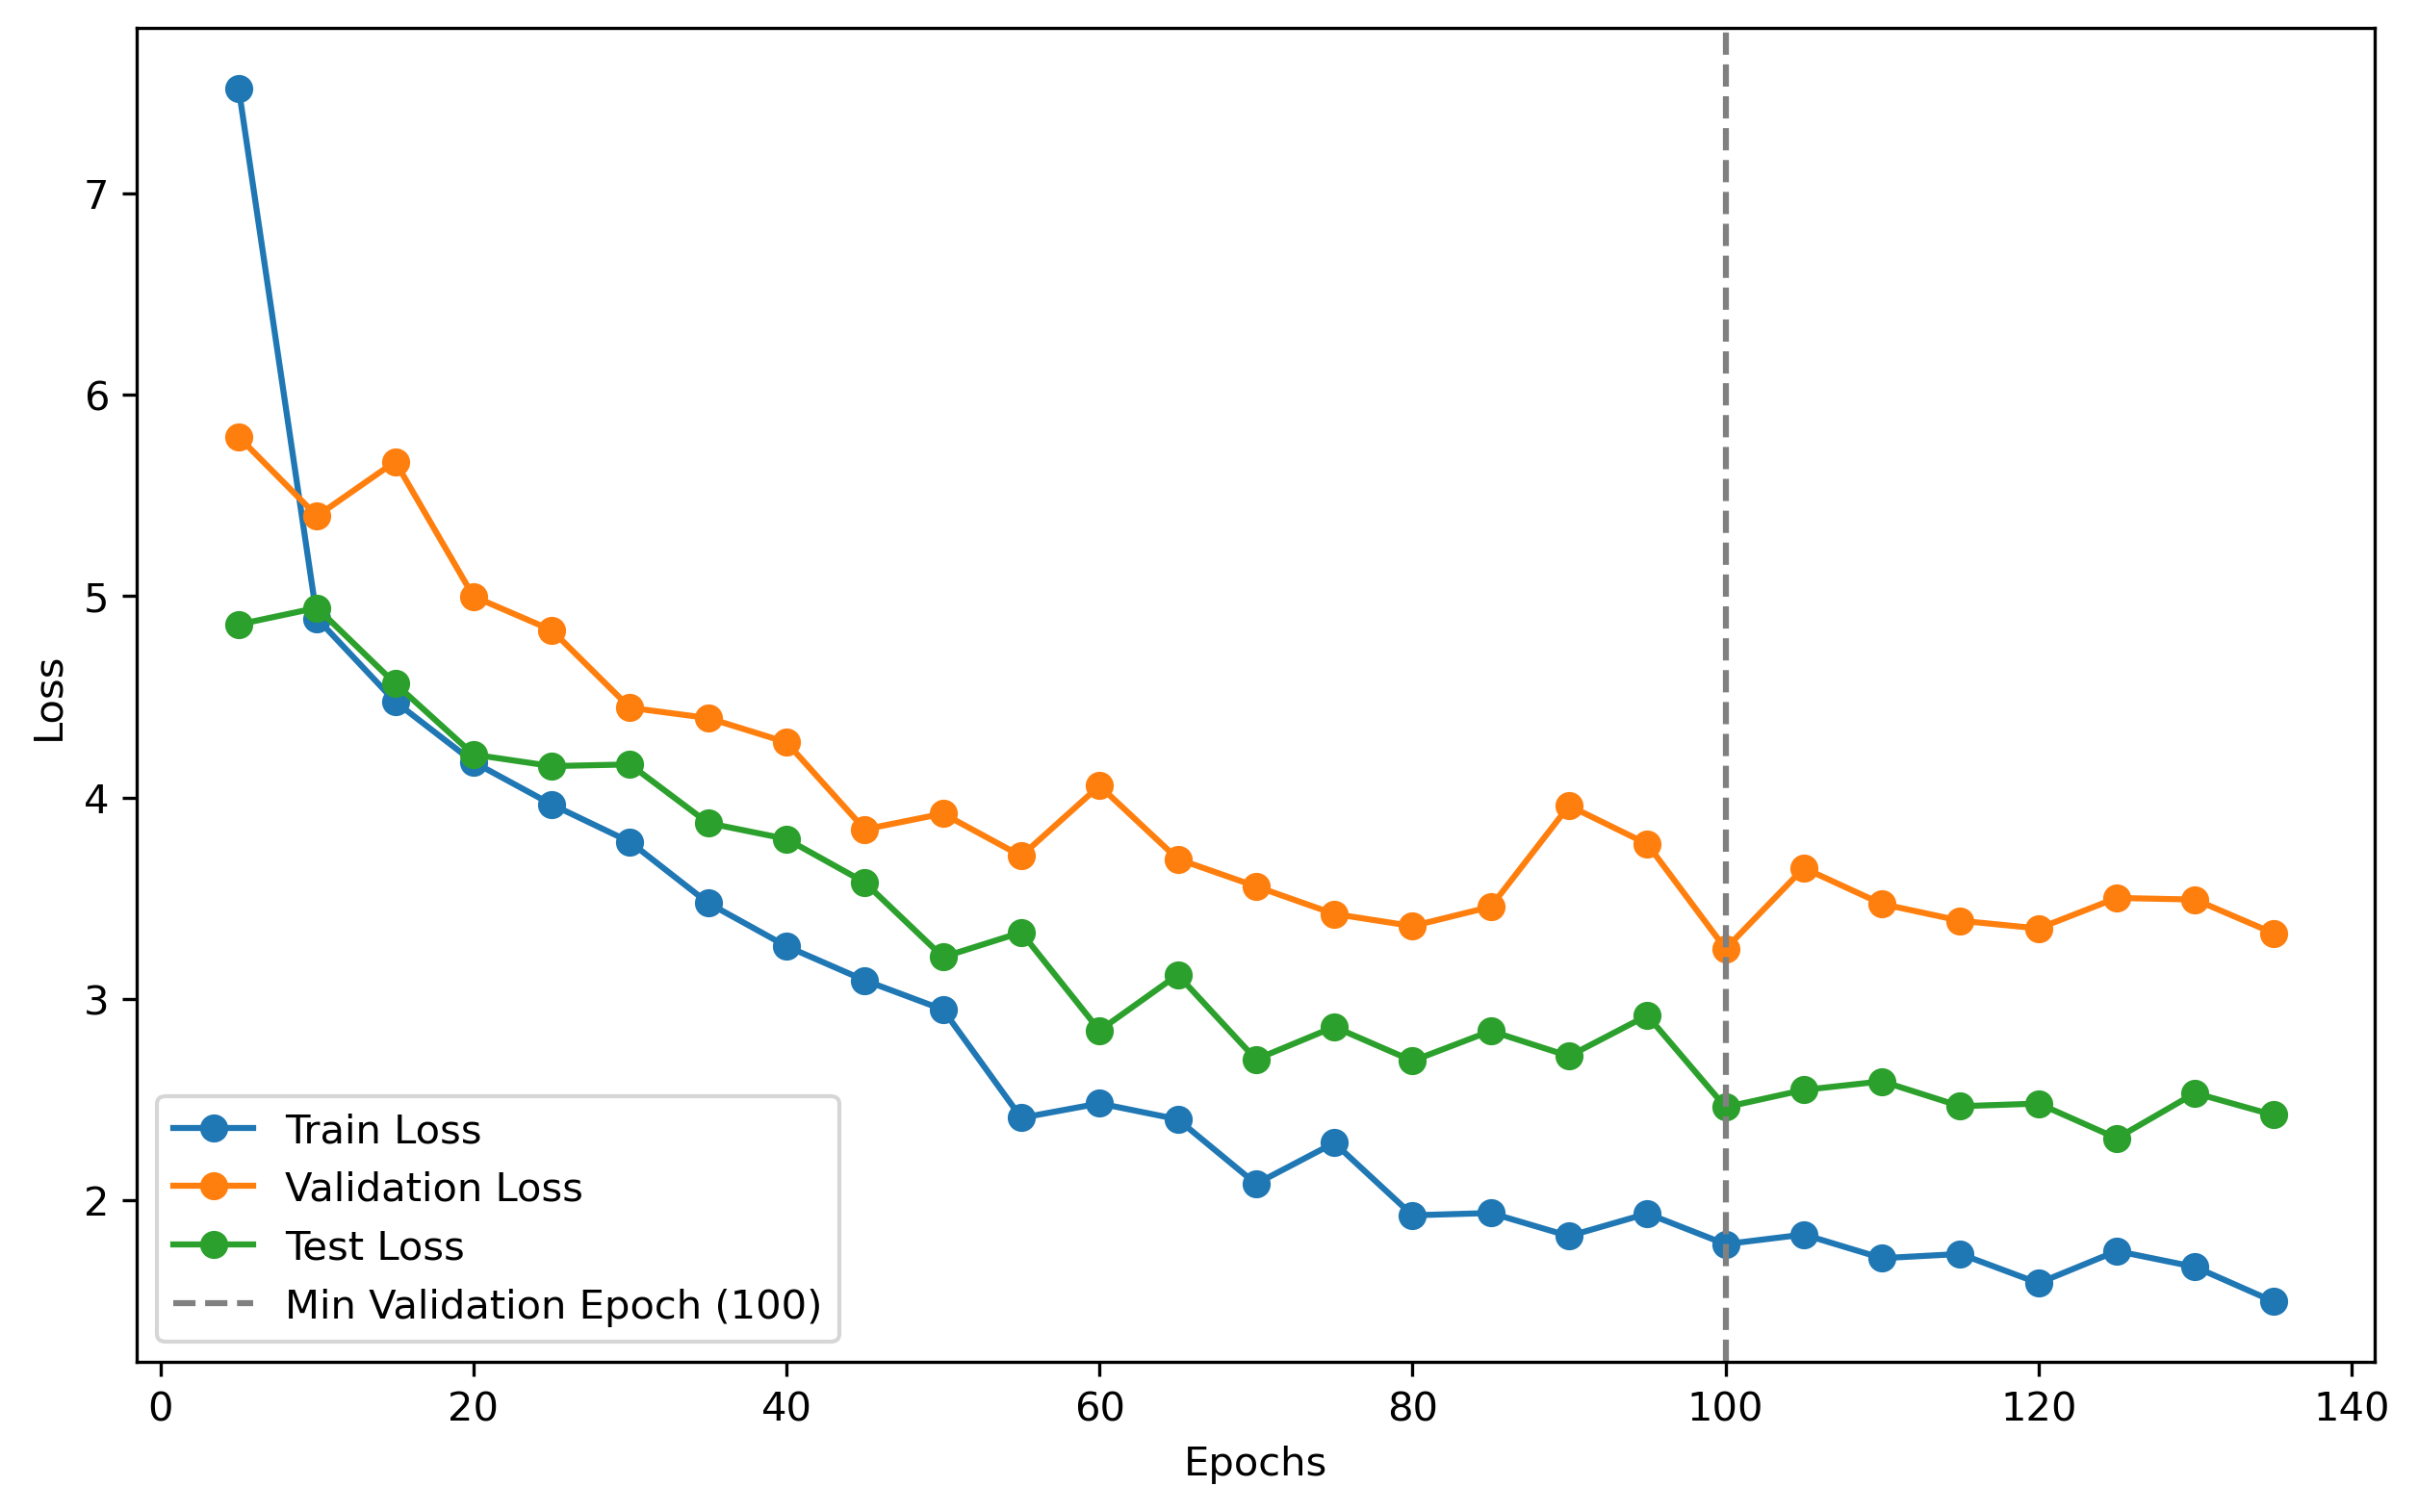 7
6
5
4
3
2
Loss
Train Loss
Validation Loss
Test Loss
Min Validation Epoch (100)
0 20 40 60 80 100 120 140
Epochs